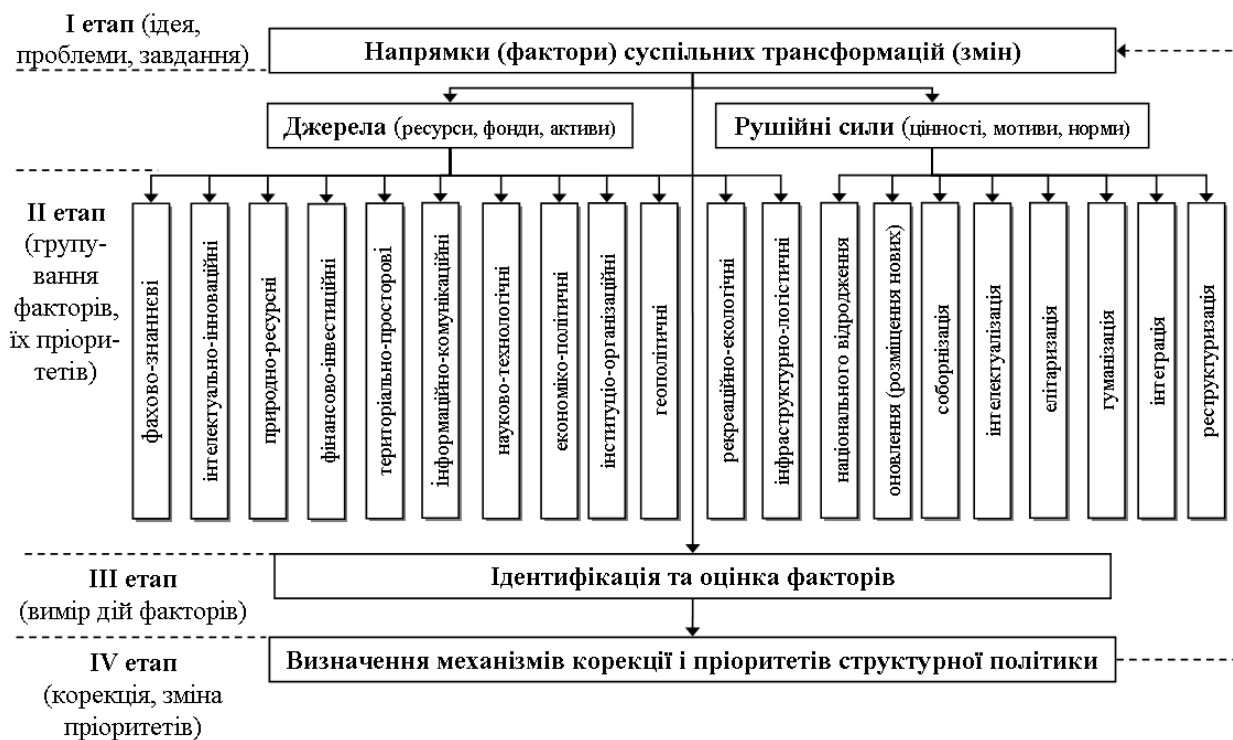 І етап (ідея,
проблеми, завдання)
Напрямки (фактори) суспільних трансформацій (змін)
Джерела (ресурси, фонди, активи)
Рушійні сили (цінності, мотиви, норми)
ІІ етап
(групу-
вання
факторів,
їх пріори-
тетів)
фахово-знаннєві
інтелектуально-інноваційні
природно-ресурсні
фінансово-інвестиційні
територіально-просторові
інформаційно-комунікаційні
науково-технологічні
економіко-політичні
інституціо-організаційні
геополітичні
рекреаційно-екологічні
інфраструктурно-логістичні
національного відродження
оновлення (розміщення нових)
соборнізація
інтелектуалізація
елітаризація
гуманізація
інтеграція
реструктуризація
ІІІ етап
(вимір дій факторів)
Ідентифікація та оцінка факторів
IV етап
(корекція, зміна
пріоритетів)
Визначення механізмів корекції і пріоритетів структурної політики